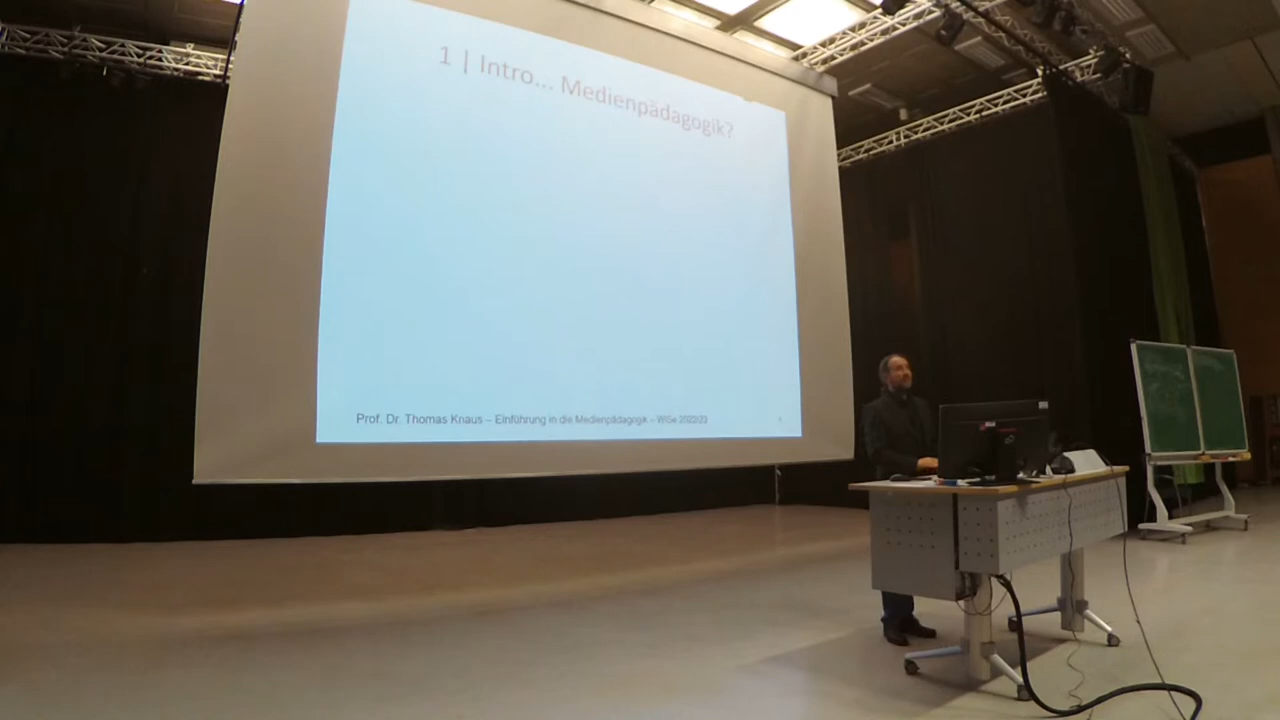 1 | Intro... Medienpädagogik?
Prof. Dr. Thomas Knaus – Einführung in die Medienpädagogik – WiSe 2022/23